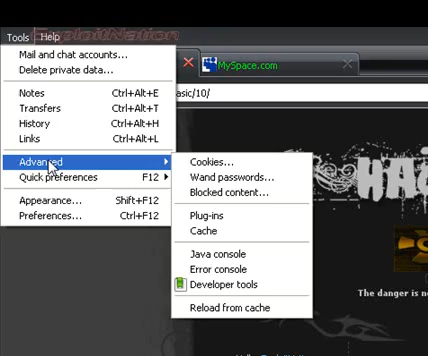 ExploitNation
Tools Help
Mail and chat accounts...
Delete private data...
MySpace.com
Notes Ctrl+Alt+E
Transfers Ctrl+Alt+T
asic/10/
History Ctrl+Alt+H
Links Ctrl+Alt+L
Advanced
Quick preferences F12
Appearance... Shift+F12
Preferences... Ctrl+F12
Cookies...
Wand passwords...
Blocked content...
Plug-ins
Cache
Java console
Error console
Developer tools
Reload from cache
HA
The danger is n